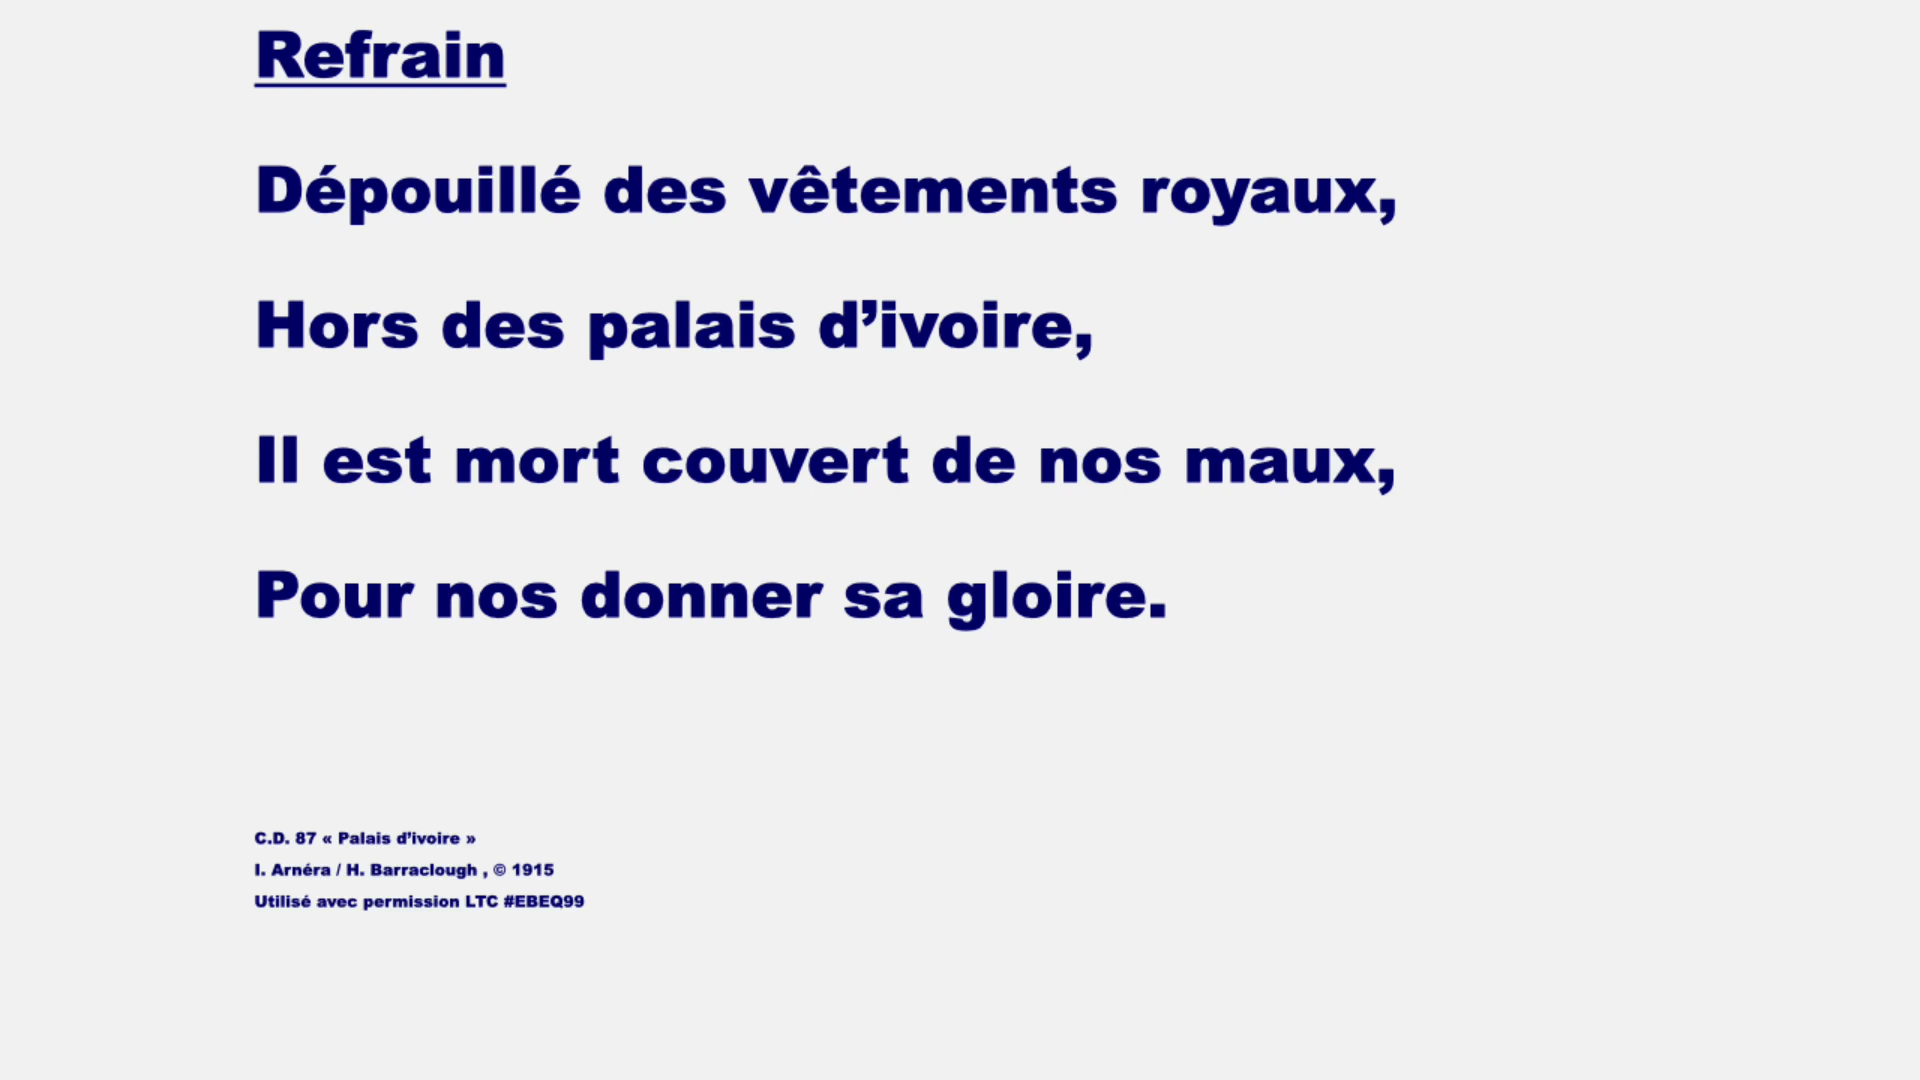 Refrain
Dépouillé des vêtements royaux,
Hors des palais d’ivoire,
Il est mort couvert de nos maux,
Pour nos donner sa gloire.
C.D. 87 « Palais d’ivoire »
I. Arnéra / H. Barraclough , © 1915
Utilisé avec permission LTC #EBEQ99